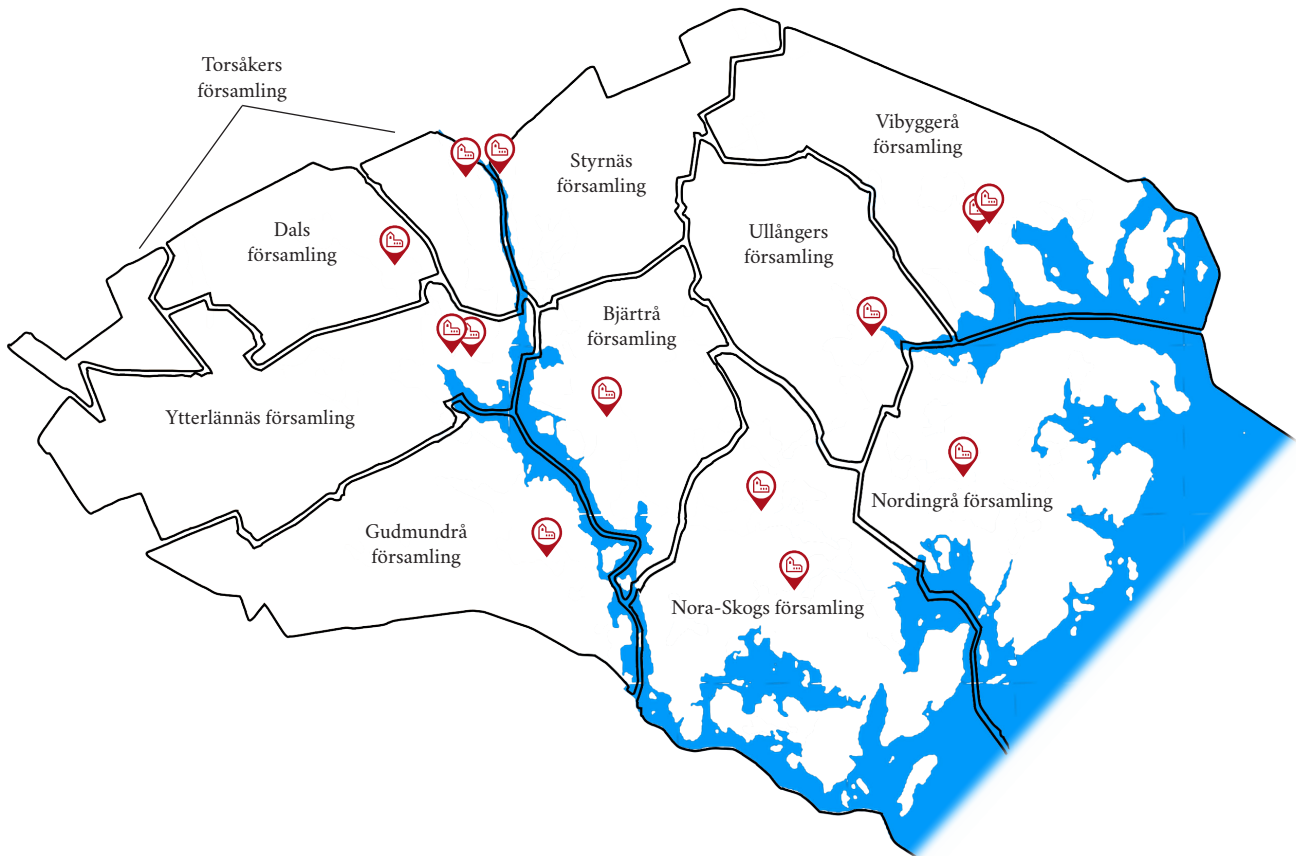 Torsåkers
församling
Vibyggerå
församling
Styrnäs
församling
Dals
församling
Ullångers
församling
Bjärtrå
församling
Ytterlännäs församling
Nordingrå församling
Gudmundrå
församling
Nora-Skogs församling